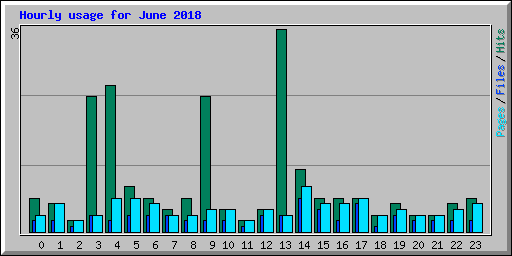 Hourly usage for June 2018
36
Pages/Files/Hits
0 1 2 3 4 5 6 7 8 9 10 11 12 13 14 15 16 17 18 19 20 21 22 23